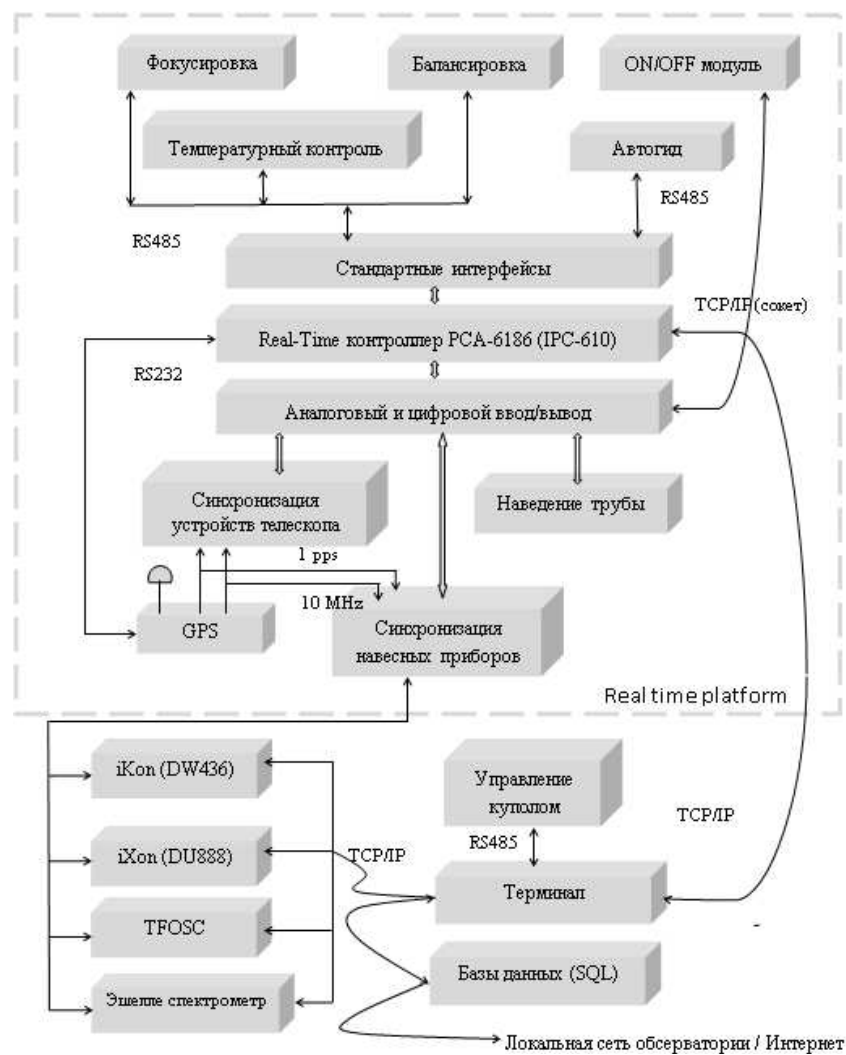 Фокусировка
Балансировка
ON/OFF модуль
Температурный контроль
Автогид
RS485
RS485
Стандартные интерфейсы
TCP/IP (сокет)
Real-Time контроллер PCA-6186 (IPC-610)
RS232
Аналоговый и цифровой ввод/вывод
Синхронизация
устройств телескопа
Наведение трубы
1 pps
10 MHz
GPS
Синхронизация
навесных приборов
Real time platform
iKon (DW436)
Управление
куполом
TCP/IP
RS485
iXon (DU888)
TCP/IP
Терминал
TFOSC
Базы данных (SQL)
Эшелле спектрометр
Локальная сеть обсерватории / Интернет